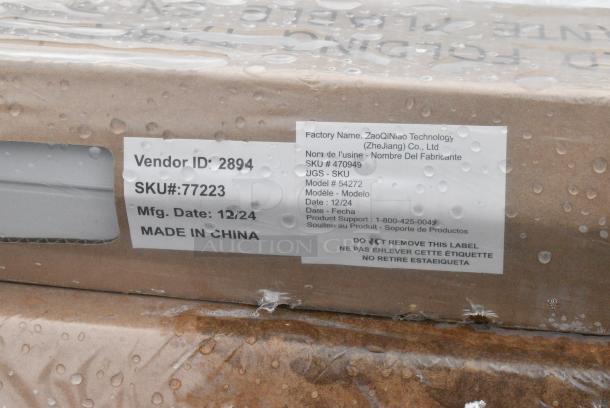 FOLDING
Vendor ID: 2894
SKU#:77223
Mfg. Date: 12/24
MADE IN CHINA
Factory Name: ZaoQiNiao Technology
(ZheJiang) Co., Ltd
Nom de l'usine - Nombre Del Fabricante
SKU # 470949
UGS - SKU
Model # 54272
Modèle - Modelo
Date : 12/24
Date - Fecha
Product Support : 1-800-425-0049
Soutien au Produit - Soporte de Productos
DO NOT REMOVE THIS LABEL
NE PAS ENLEVER CETTE ÉTIQUETTE
NO RETIRE ESTAEIQUETA
AUCTION